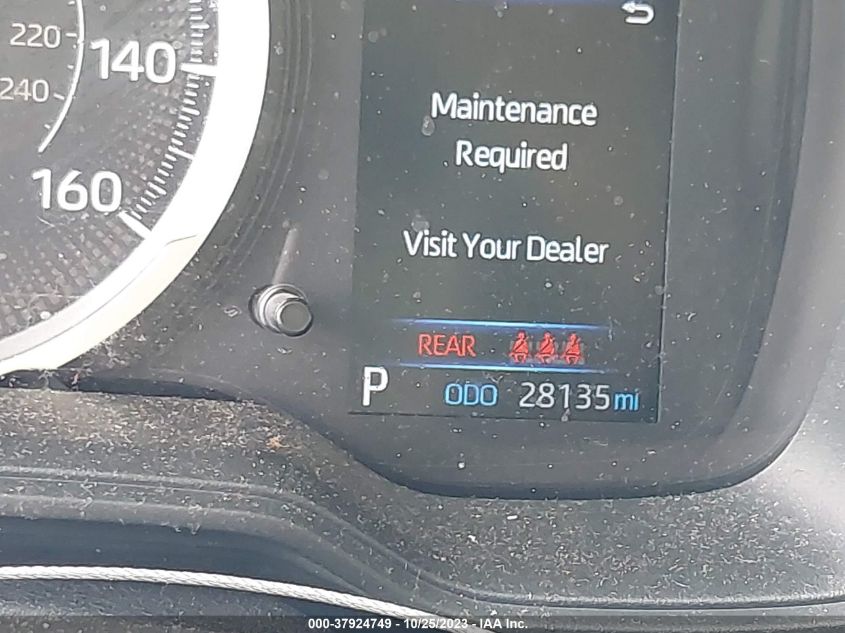 220
140
240
160
Maintenance
Required
Visit Your Dealer
REAR
P ODO 28135 mi
000-37924749 - 10/25/2023 - IAA Inc.